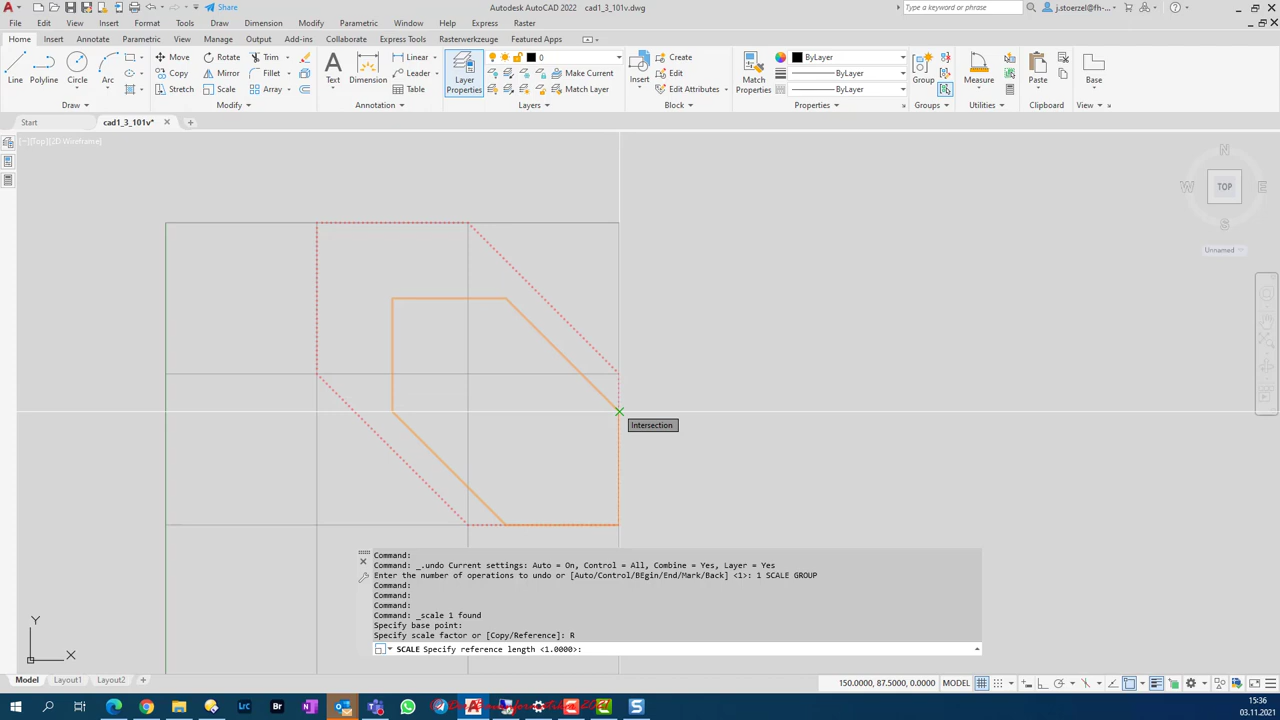 Share
Autodesk AutoCAD 2022 cad1_3_101v.dwg
Type a keyword or phrase
j.stoerzel@fh-...
File Edit View Insert Format Tools Draw Dimension Modify Parametric Window Help Express Raster
Home Insert Annotate Parametric View Manage Output Add-ins Collaborate Express Tools Rasterwerkzeuge Featured Apps
Move Rotate Trim
Copy Mirror Fillet
Stretch Scale Array
Line Polyline Circle Arc
Text Dimension
Linear
Leader
Table
Layer Properties
0
Make Current
Match Layer
Insert
Create
Edit
Edit Attributes
Match Properties
ByLayer
ByLayer
ByLayer
Group Measure Paste Base
Draw Modify Annotation Layers Block Properties Groups Utilities Clipboard View
Start cad1_3_101v*
[−][Top][2D Wireframe]
N
W TOP E
S
Unnamed
Intersection
Command:
Command: _.undo Current settings: Auto = On, Control = All, Combine = Yes, Layer = Yes
Enter the number of operations to undo or [Auto/Control/BEgin/End/Mark/Back] <1>: 1 SCALE GROUP
Command:
Command:
Command:
Command: _scale 1 found
Specify base point:
Specify scale factor or [Copy/Reference]: R
SCALE Specify reference length <1.0000>:
Y
X
Model Layout1 Layout2
150.0000, 87.5000, 0.0000 MODEL
15:36
03.11.2021